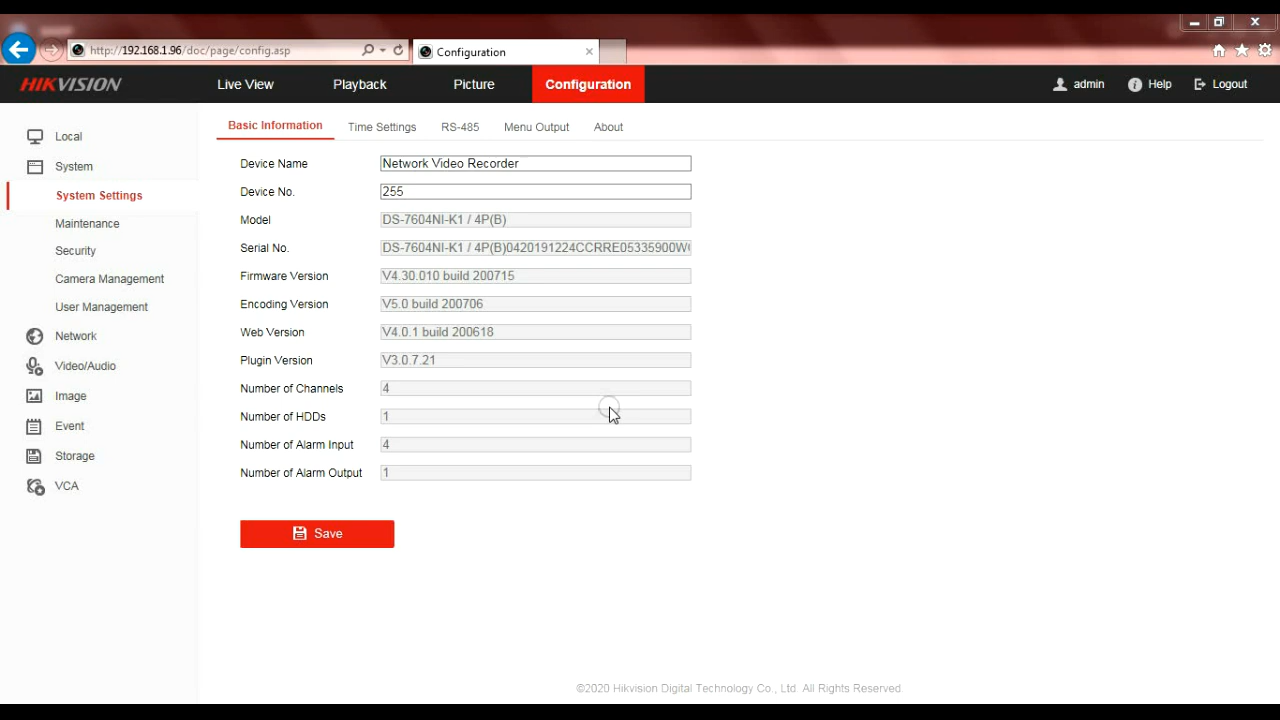 http://192.168.1.96/doc/page/config.asp
Configuration
HIKVISION Live View Playback Picture Configuration admin Help Logout
Local
System
System Settings
Maintenance
Security
Camera Management
User Management
Network
Video/Audio
Image
Event
Storage
VCA
Basic Information Time Settings RS-485 Menu Output About
Device Name Network Video Recorder
Device No. 255
Model DS-7604NI-K1 / 4P(B)
Serial No. DS-7604NI-K1 / 4P(B)0420191224CCRRE05335900W
Firmware Version V4.30.010 build 200715
Encoding Version V5.0 build 200706
Web Version V4.0.1 build 200618
Plugin Version V3.0.7.21
Number of Channels 4
Number of HDDs 1
Number of Alarm Input 4
Number of Alarm Output 1
Save
©2020 Hikvision Digital Technology Co., Ltd. All Rights Reserved.